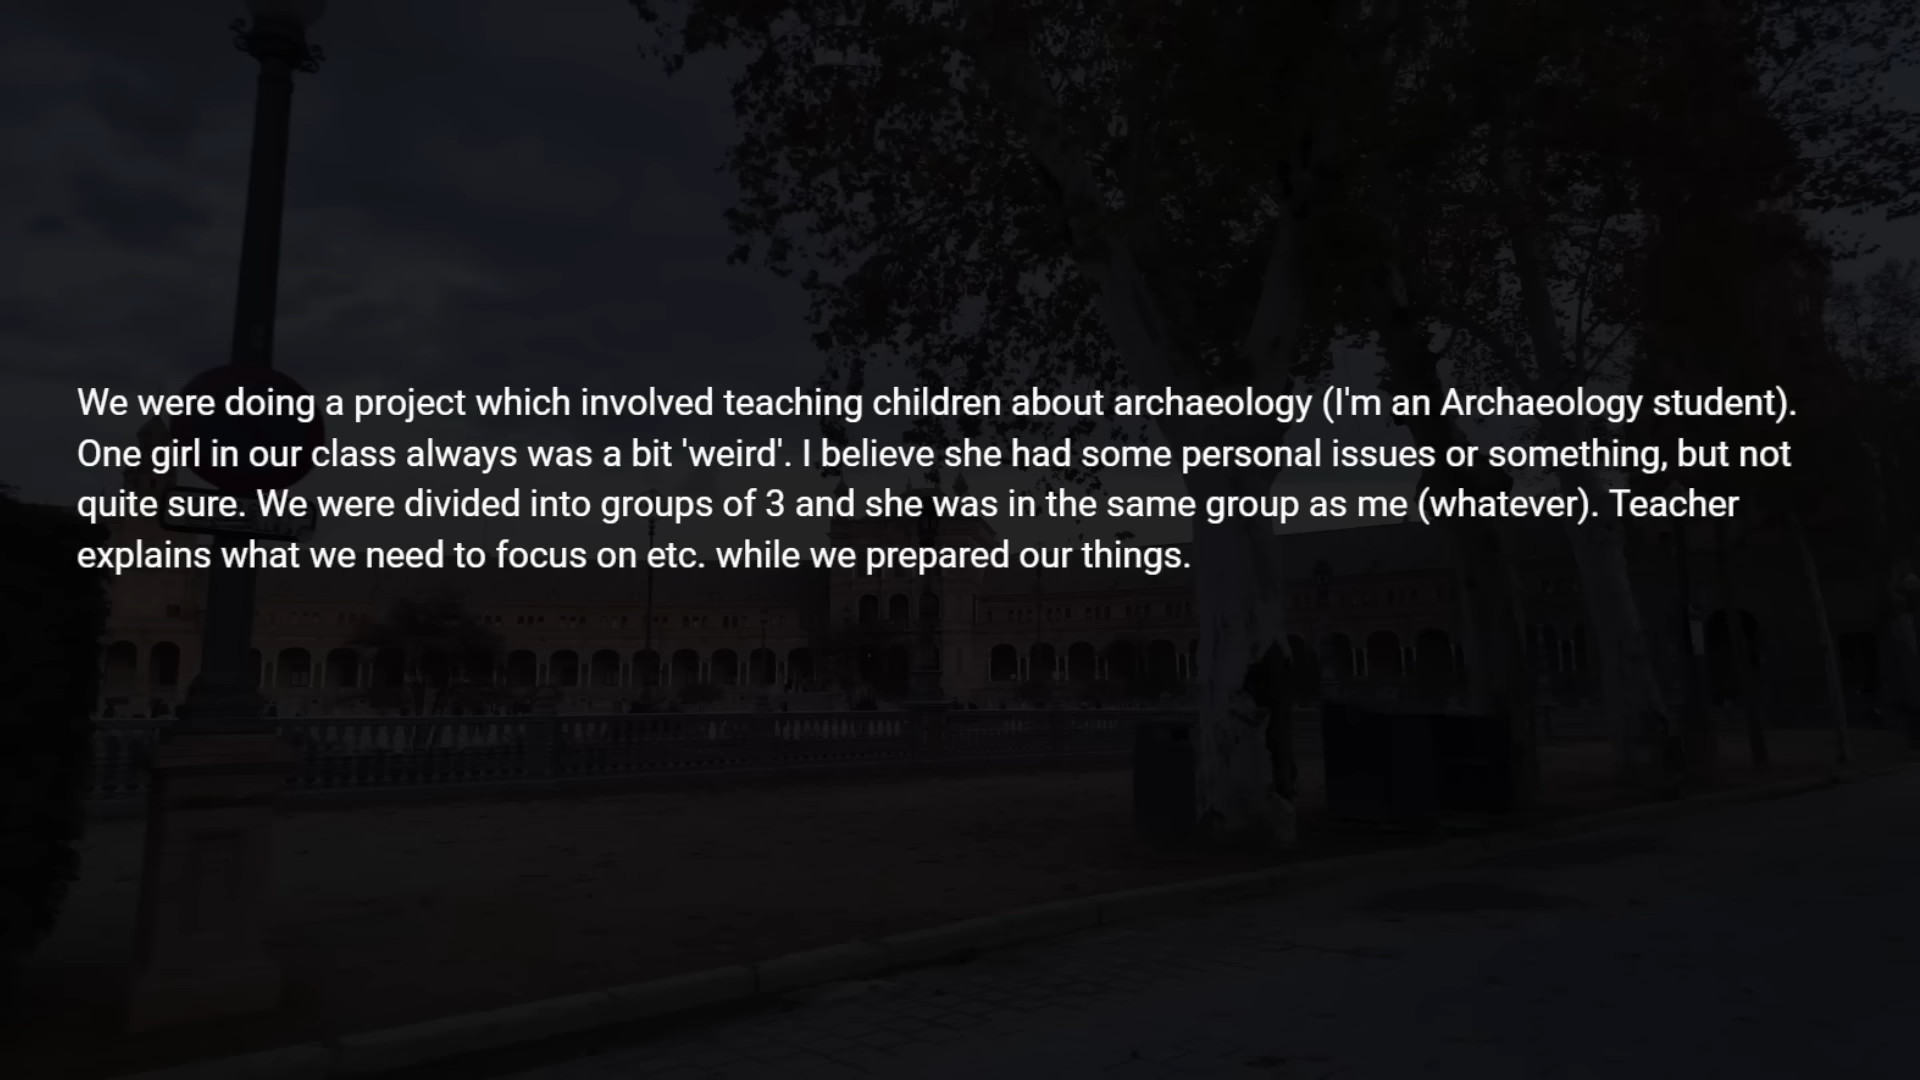 We were doing a project which involved teaching children about archaeology (I'm an Archaeology student).
One girl in our class always was a bit 'weird'. I believe she had some personal issues or something, but not
quite sure. We were divided into groups of 3 and she was in the same group as me (whatever). Teacher
explains what we need to focus on etc. while we prepared our things.